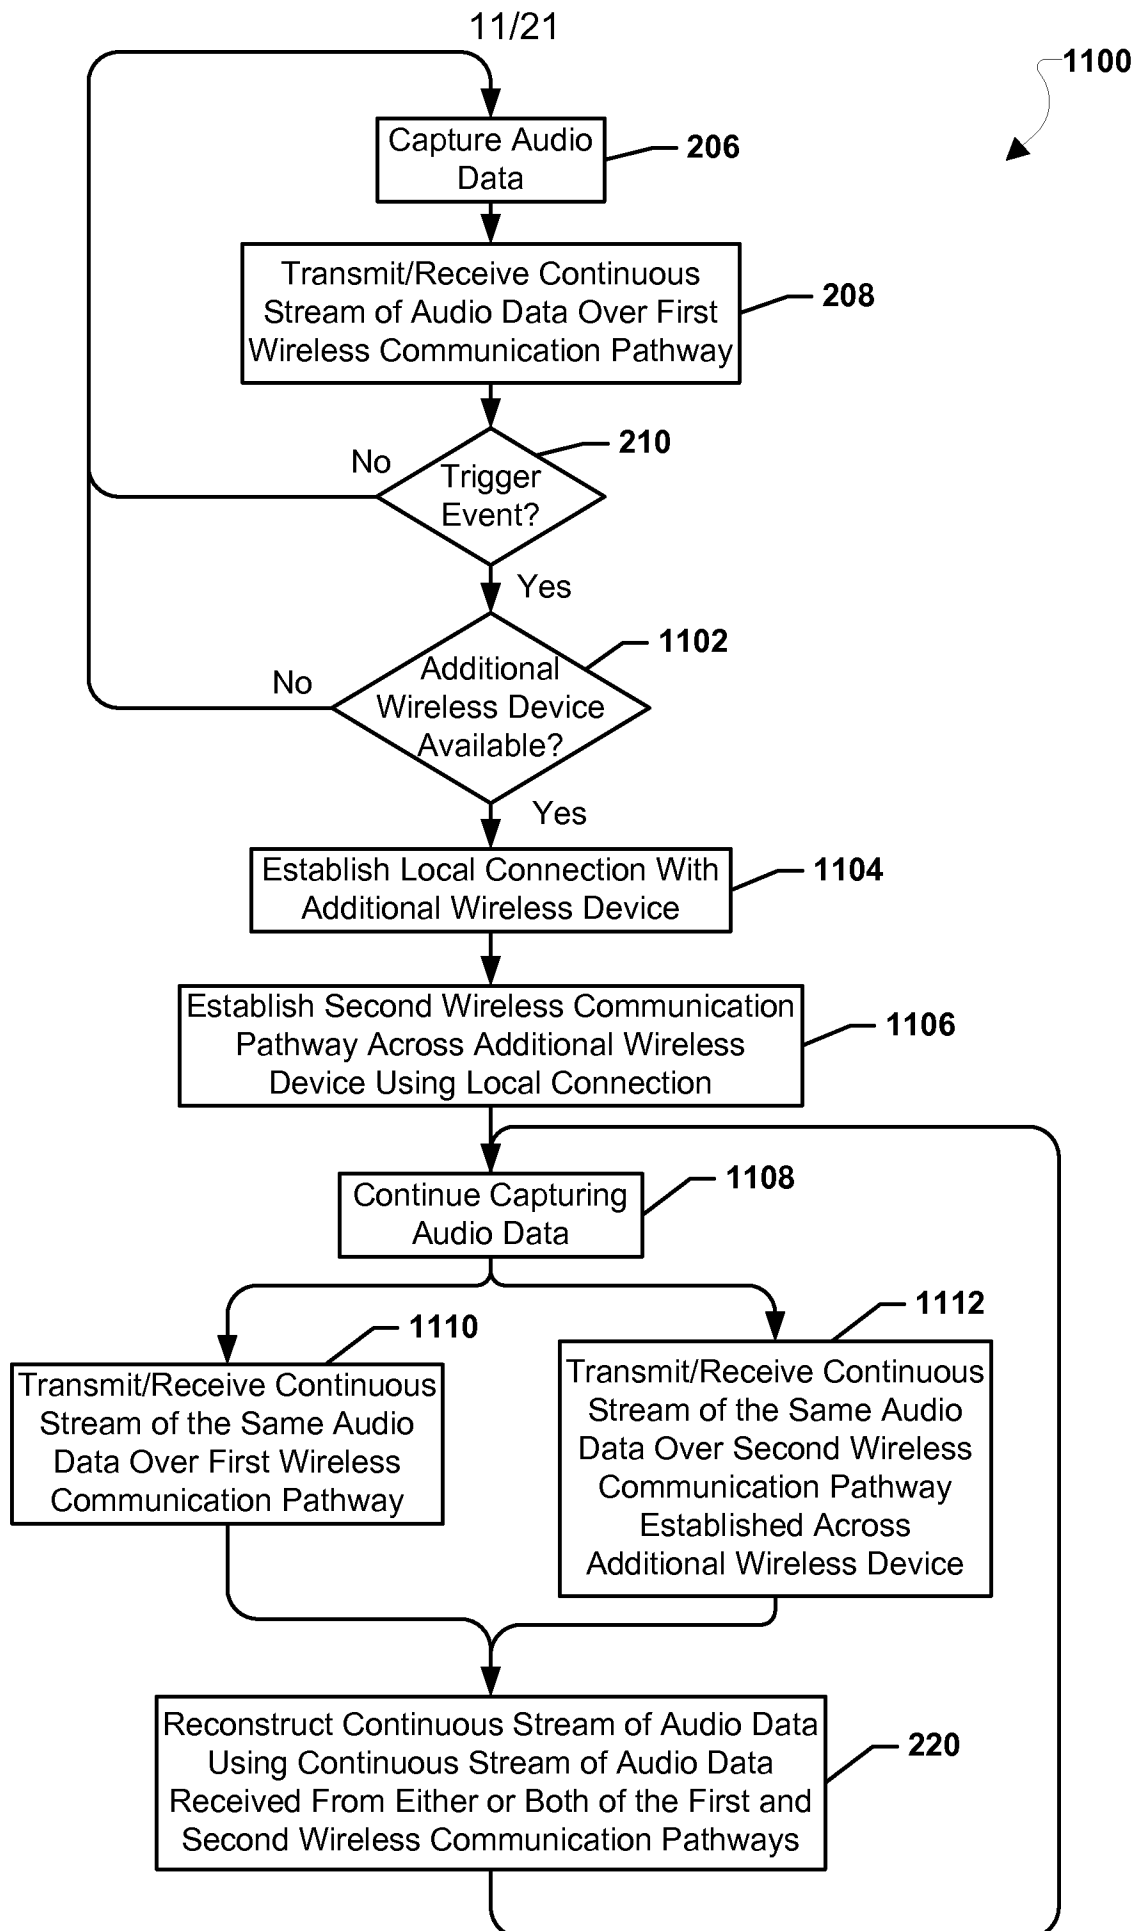 11/21
1100
Capture Audio
Data
206
Transmit/Receive Continuous
Stream of Audio Data Over First
Wireless Communication Pathway
208
Trigger
Event?
210
No
Yes
Additional
Wireless Device
Available?
1102
No
Yes
Establish Local Connection With
Additional Wireless Device
1104
Establish Second Wireless Communication
Pathway Across Additional Wireless
Device Using Local Connection
1106
Continue Capturing
Audio Data
1108
Transmit/Receive Continuous
Stream of the Same Audio
Data Over First Wireless
Communication Pathway
1110
Transmit/Receive Continuous
Stream of the Same Audio
Data Over Second Wireless
Communication Pathway
Established Across
Additional Wireless Device
1112
Reconstruct Continuous Stream of Audio Data
Using Continuous Stream of Audio Data
Received From Either or Both of the First and
Second Wireless Communication Pathways
220